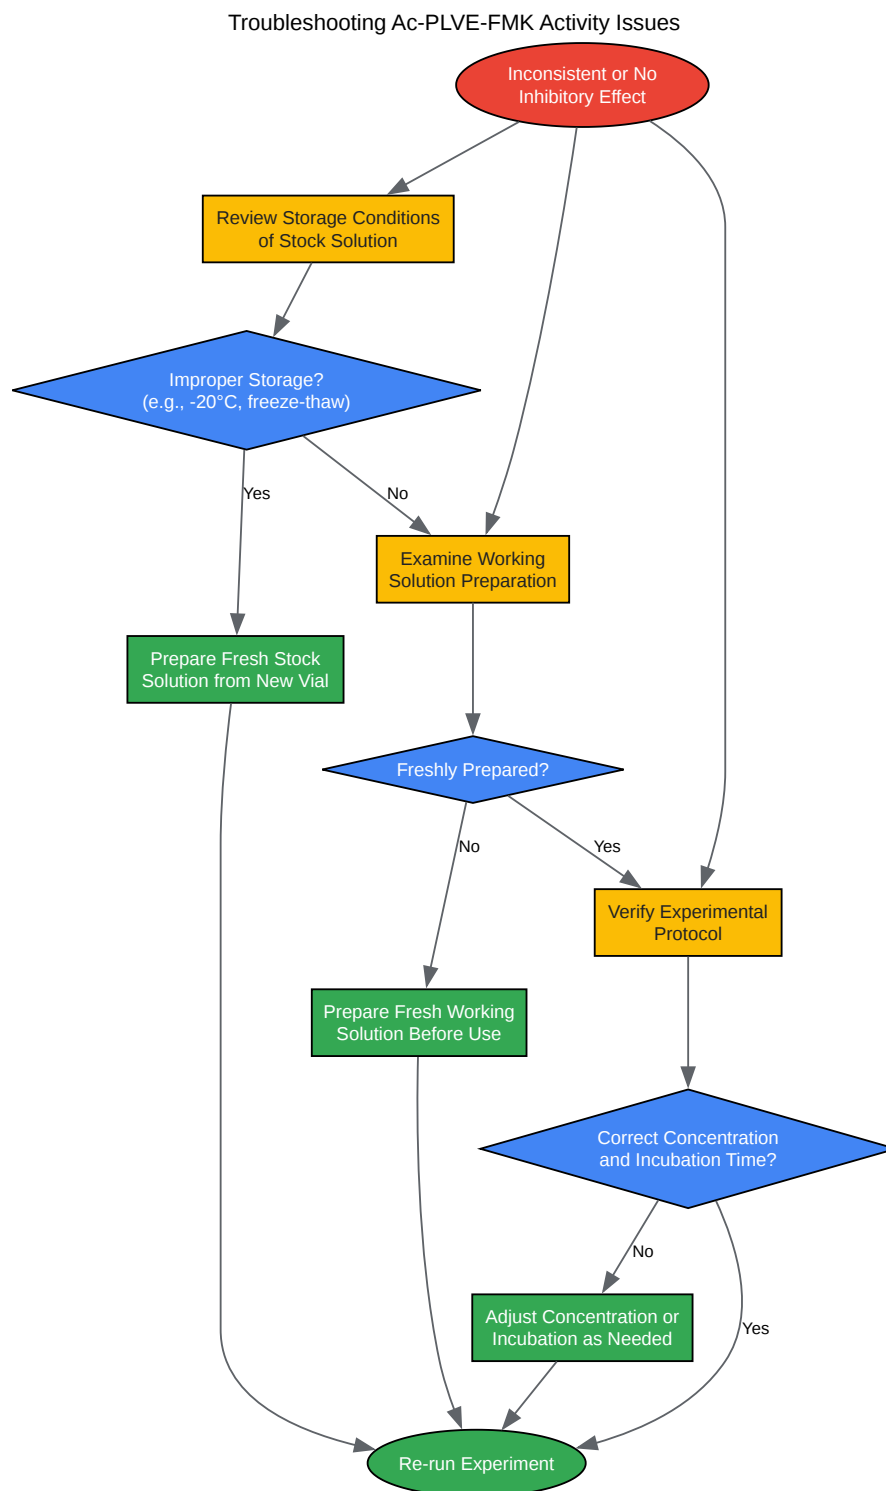 Troubleshooting Ac-PLVE-FMK Activity Issues
Inconsistent or No
Inhibitory Effect
Review Storage Conditions
of Stock Solution
Improper Storage?
(e.g., -20°C, freeze-thaw)
Yes
No
Examine Working
Solution Preparation
Prepare Fresh Stock
Solution from New Vial
Freshly Prepared?
No
Yes
Verify Experimental
Protocol
Prepare Fresh Working
Solution Before Use
Correct Concentration
and Incubation Time?
No
Adjust Concentration or
Incubation as Needed
Yes
Re-run Experiment